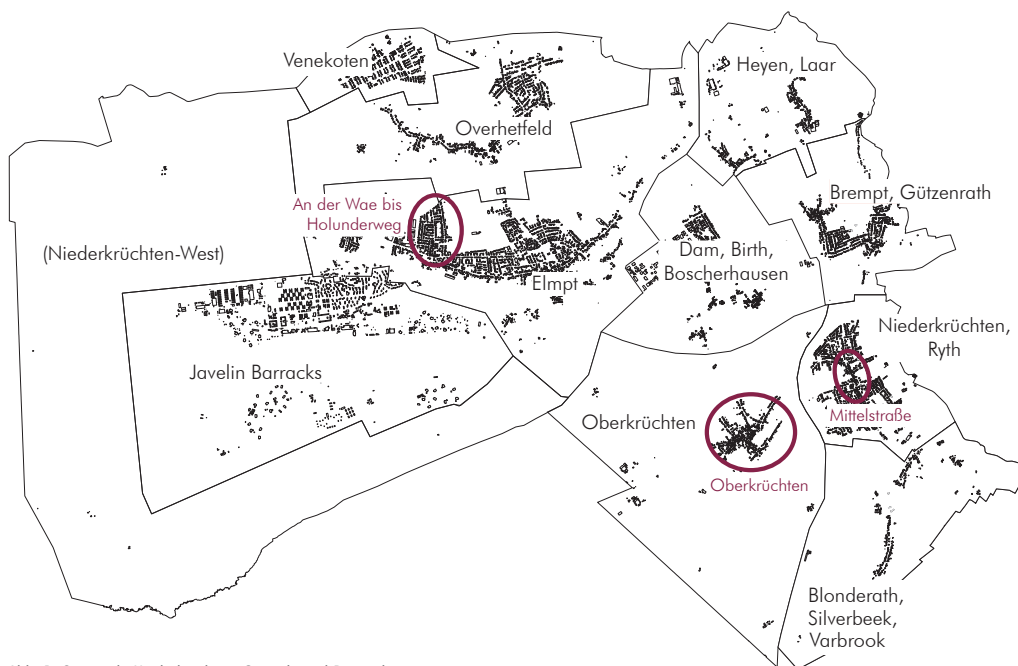 Venekoten
Heyen, Laar
Overhetfeld
An der Wae bis
Holunderweg
Brempt, Gützenrath
(Niederkrüchten-West)
Dam, Birth,
Boscherhausen
Elmpt
Niederkrüchten,
Ryth
Javelin Barracks
Mittelstraße
Oberkrüchten
Oberkrüchten
Blonderath,
Silverbeek,
Varbrook